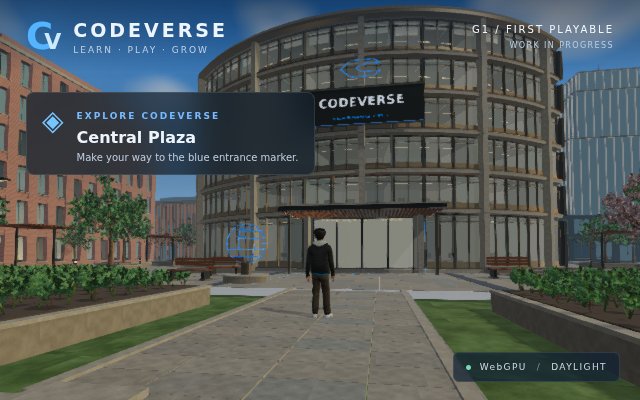 Cv CODEVERSE
LEARN · PLAY · GROW
G1 / FIRST PLAYABLE
WORK IN PROGRESS
EXPLORE CODEVERSE
Central Plaza
Make your way to the blue entrance marker.
CODEVERSE
WebGPU / DAYLIGHT